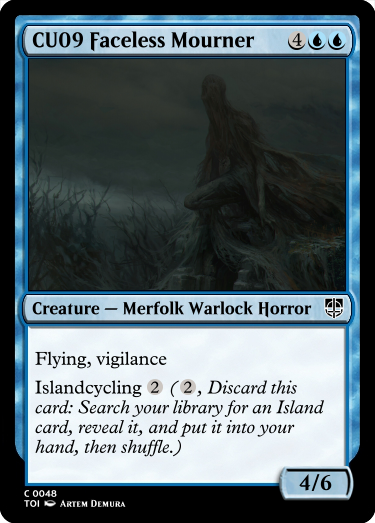 CU09 Faceless Mourner 4
Creature — Merfolk Warlock Horror
Flying, vigilance
Islandcycling 2 (2, Discard this
card: Search your library for an Island
card, reveal it, and put it into your
hand, then shuffle.)
4/6
C 0048
TOI Artem Demura